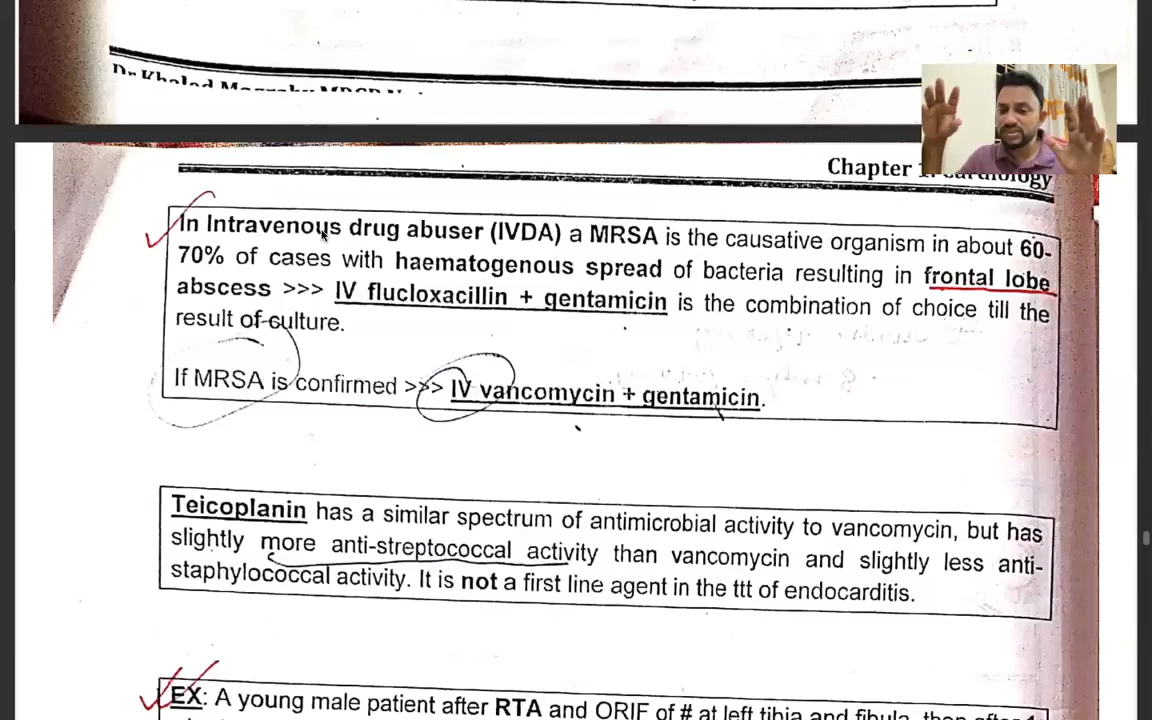 Chapter
In Intravenous drug abuser (IVDA) a MRSA is the causative organism in about 60-
70% of cases with haematogenous spread of bacteria resulting in frontal lobe
abscess >>> IV flucloxacillin + gentamicin is the combination of choice till the
result of culture.
If MRSA is confirmed >>> IV vancomycin + gentamicin.
Teicoplanin has a similar spectrum of antimicrobial activity to vancomycin, but has
slightly more anti-streptococcal activity than vancomycin and slightly less anti-
staphylococcal activity. It is not a first line agent in the ttt of endocarditis.
EX: A young male patient after RTA and ORIF of # at left tibia and fibula, then after